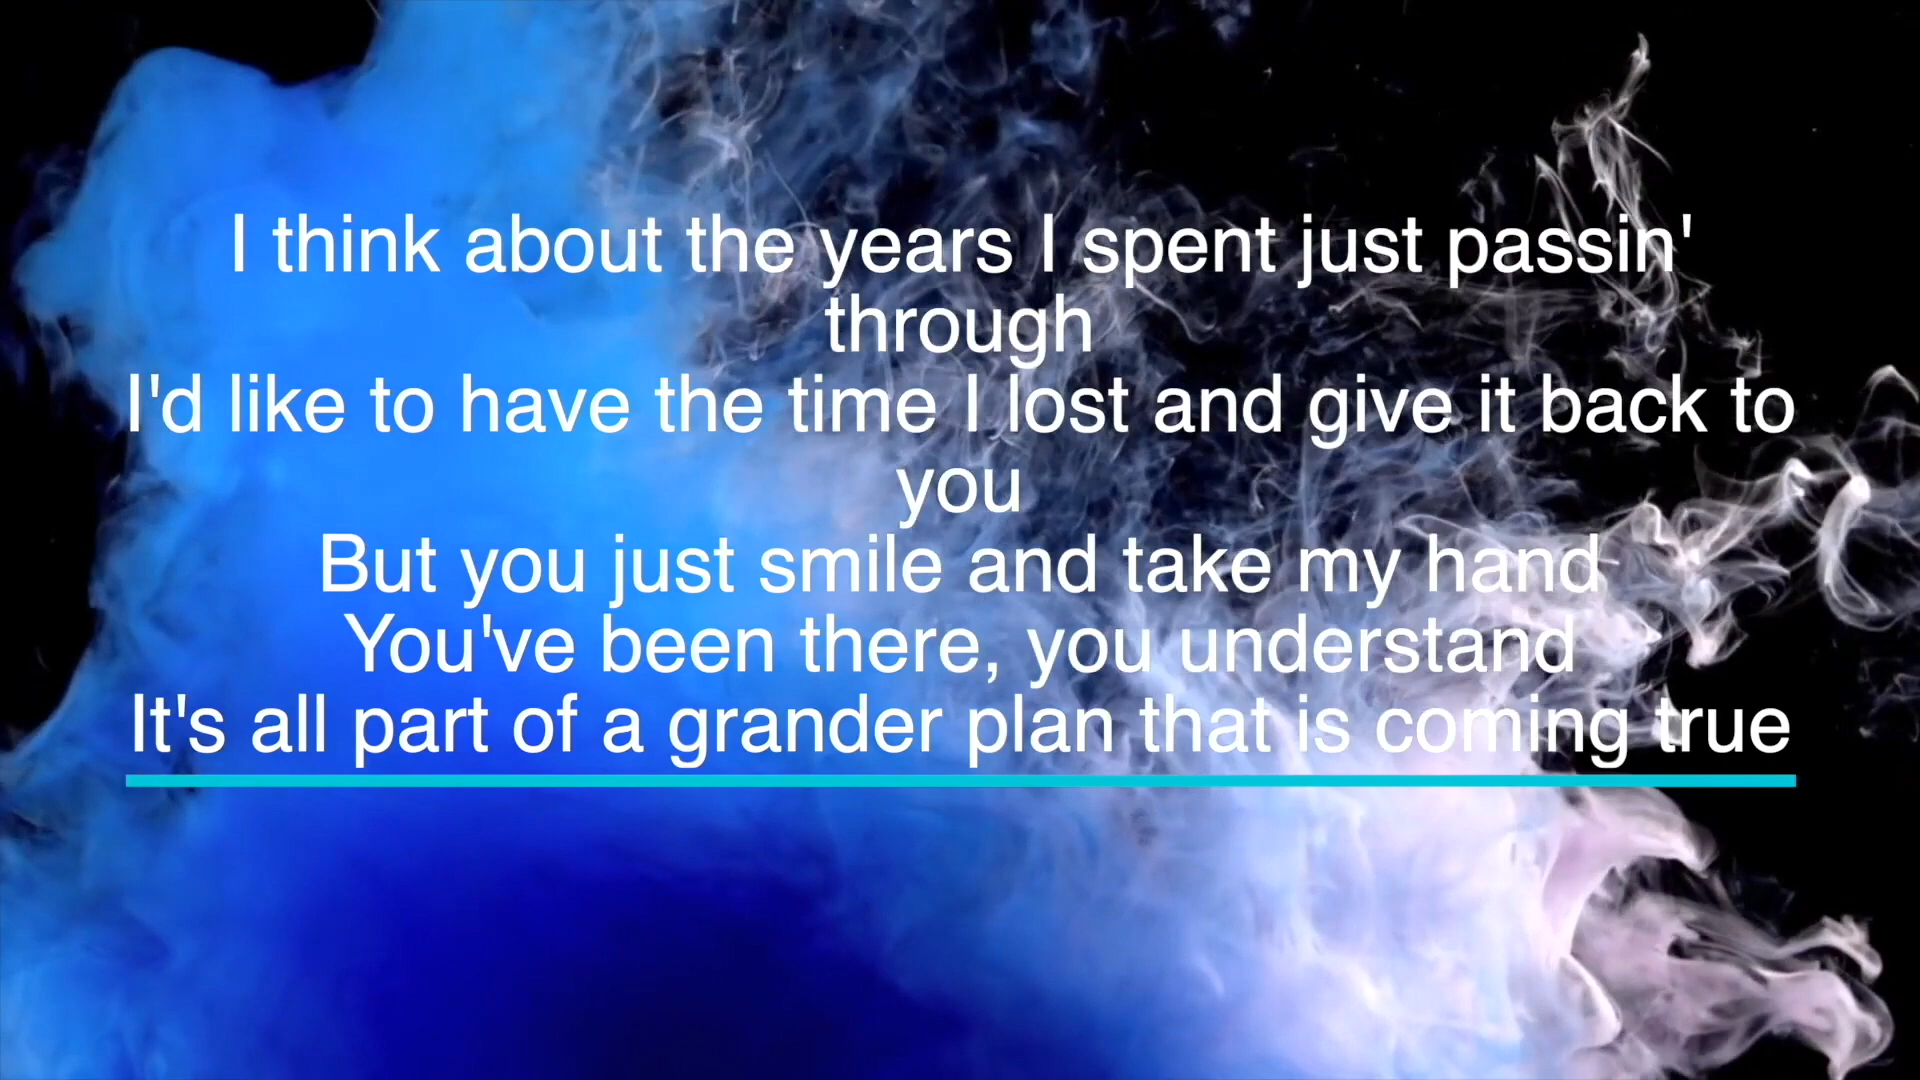 I think about the years I spent just passin'
through
I'd like to have the time I lost and give it back to
you
But you just smile and take my hand
You've been there, you understand
It's all part of a grander plan that is coming true